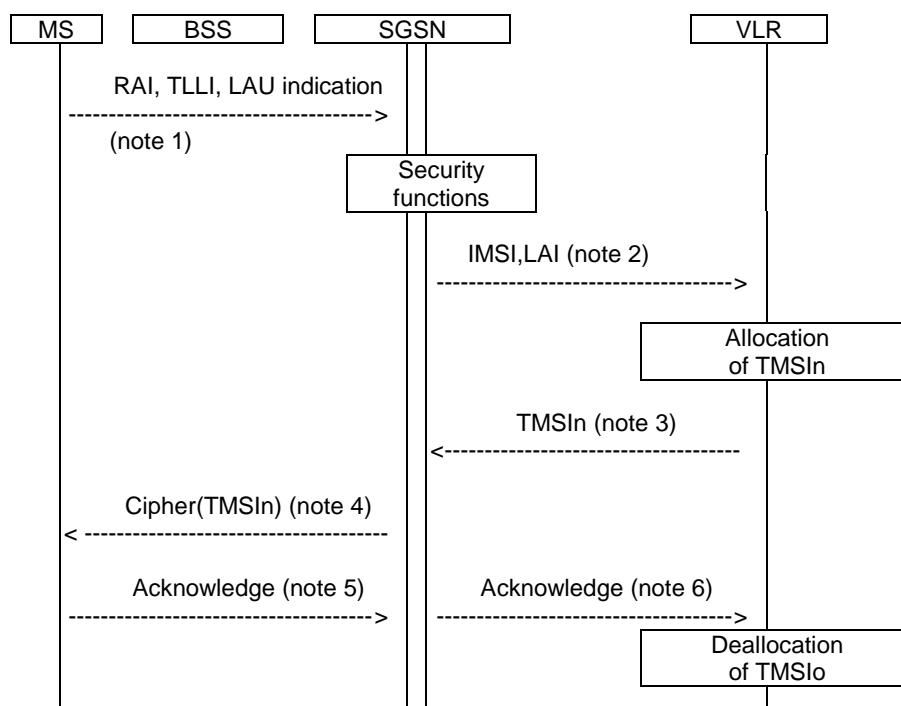 MS
BSS
SGSN
VLR
RAI, TLLI, LAU indication
(note 1)
Security
functions
IMSI,LAI (note 2)
Allocation
of TMSIn
TMSIn (note 3)
Cipher(TMSIn) (note 4)
Acknowledge (note 5)
Acknowledge (note 6)
Deallocation
of TMSIo